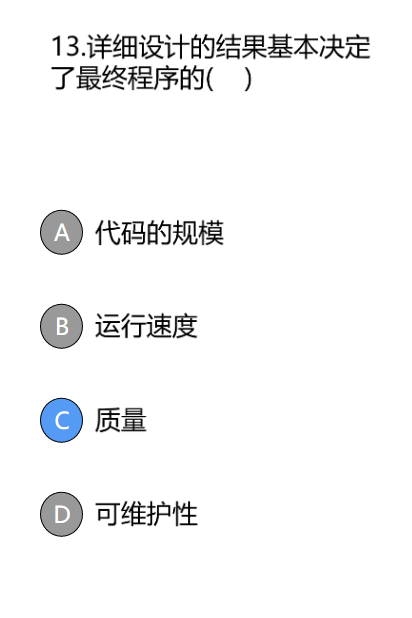 13.详细设计的结果基本决定
了最终程序的(    )
A 代码的规模
B 运行速度
C 质量
D 可维护性